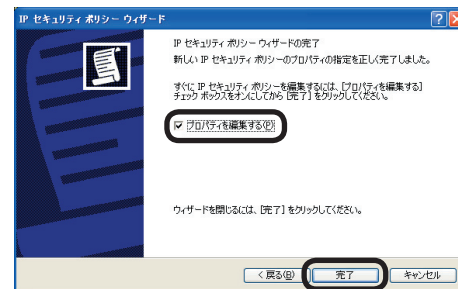 IP セキュリティ ポリシー ウィザード
IP セキュリティ ポリシー ウィザードの完了
新しい IP セキュリティ ポリシーのプロパティの指定を正しく完了しました。
すぐに IP セキュリティ ポリシーを編集するには、[プロパティを編集する]
チェック ボックスをオンにしてから [完了] をクリックしてください。
プロパティを編集する(P)
ウィザードを閉じるには、[完了] をクリックしてください。
< 戻る(B)
完了
キャンセル